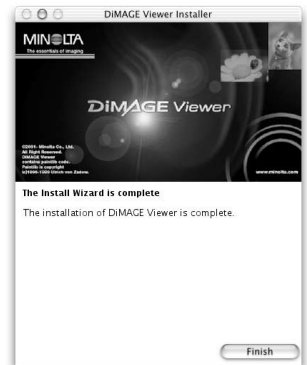 DiMAGE Viewer Installer
MINOLTA
The essentials of imaging
DiMAGE Viewer
©2001- Minolta Co., Ltd.
All Right Reserved.
DiMAGE Viewer
contains paintlib code.
Paintlib is copyright
(c)1996-1999 Ulrich von Zadow.
www.minolta.com
The Install Wizard is complete
The installation of DiMAGE Viewer is complete.
Finish